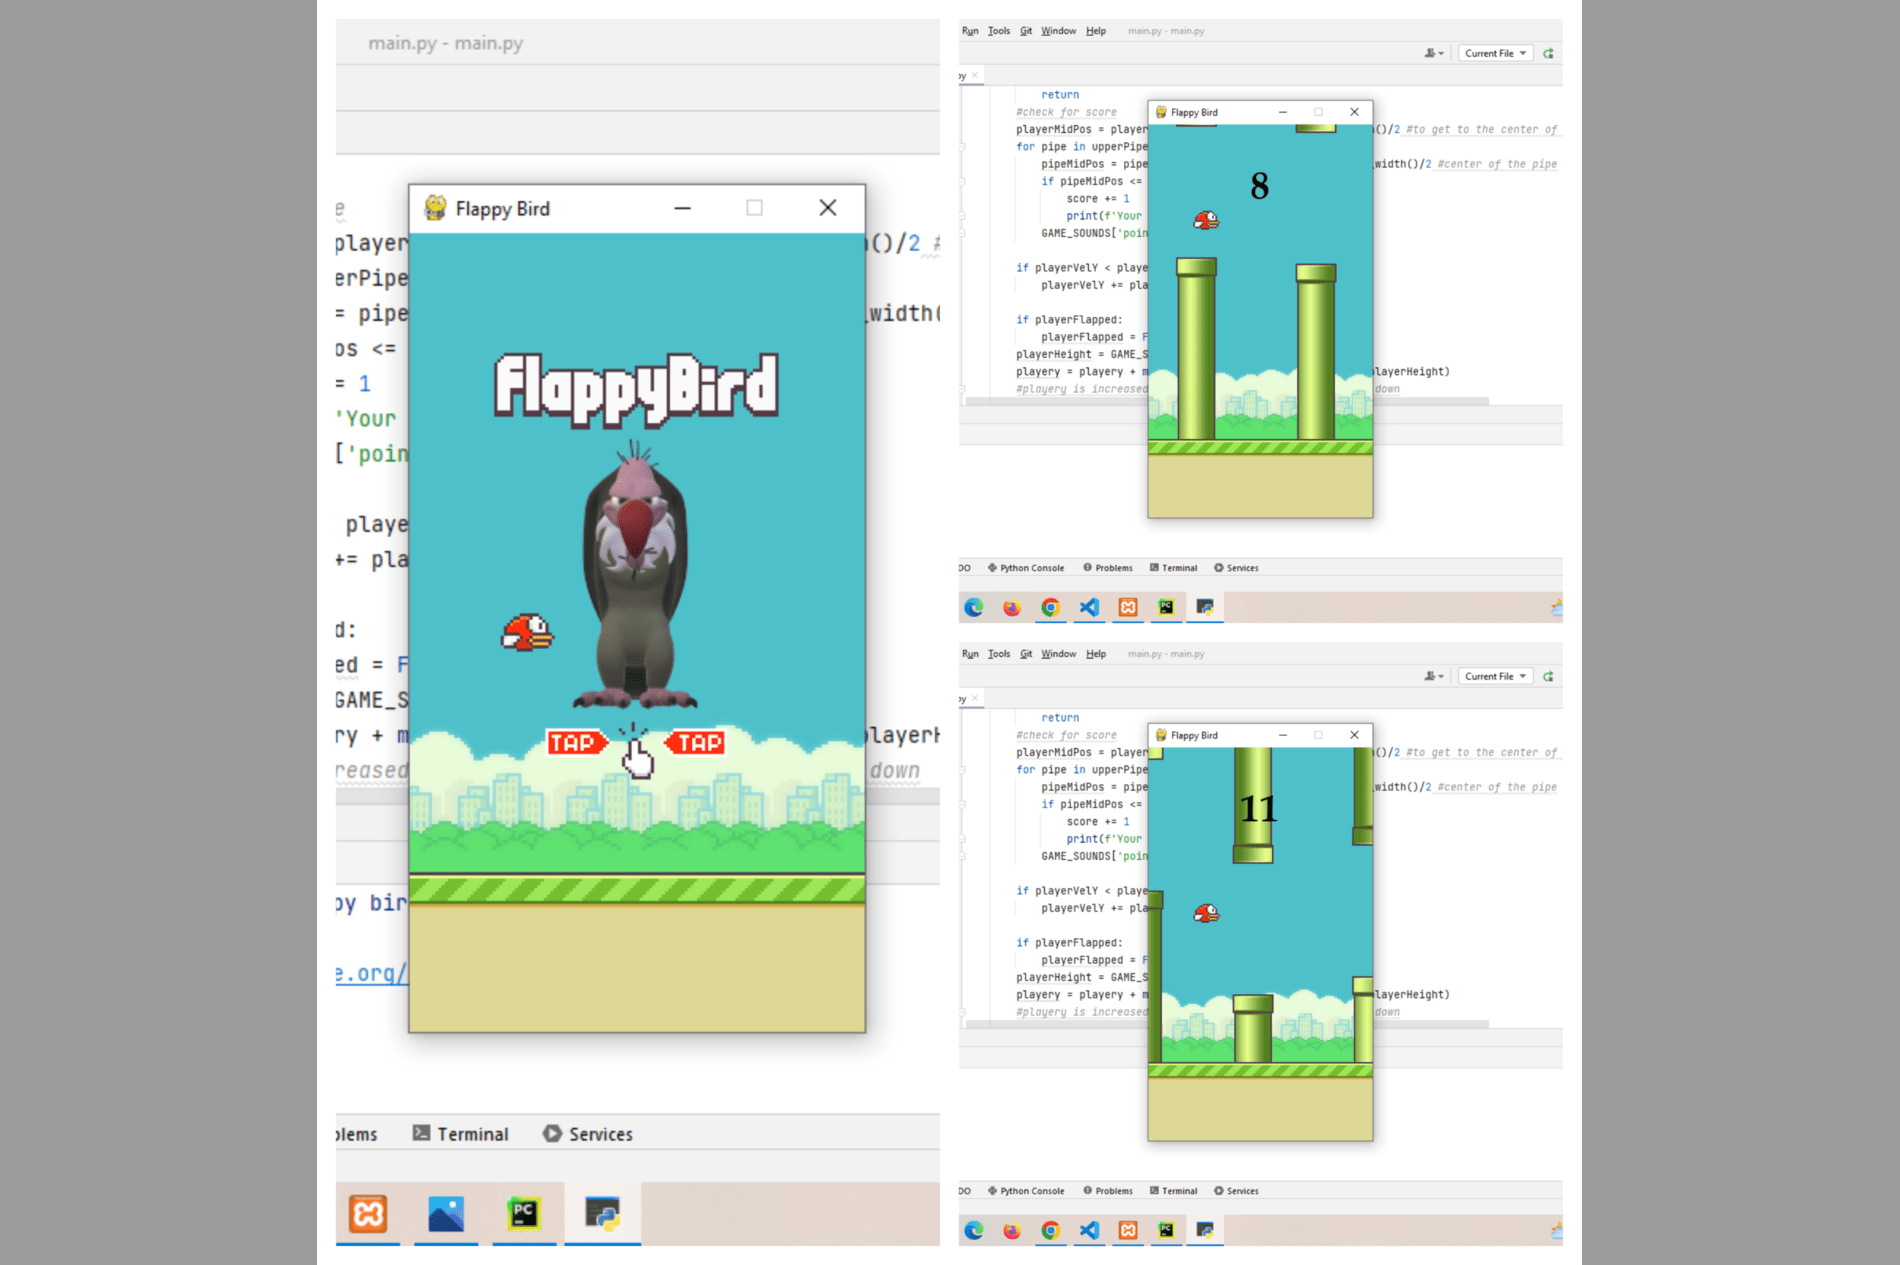 main.py - main.py
e
player
()/2 #
erPipe
= pipe
_width(
os <=
= 1
'Your
['poin
playe
+= pla
d:
ed = F
GAME_S
ry + m
playerH
reased
down
py bir
e.org/
Flappy Bird
FlappyBird
TAP
TAP
blems
Terminal
Services
PC
Run Tools Git Window Help main.py - main.py
Current File
py
return
#check for score
playerMidPos = player
()/2 #to get to the center of
for pipe in upperPipe
pipeMidPos = pipe
width()/2 #center of the pipe
if pipeMidPos <=
score += 1
print(f'Your
GAME_SOUNDS['poin
if playerVelY < playe
playerVelY += pla
if playerFlapped:
playerFlapped = F
playerHeight = GAME_S
playery = playery + m
layerHeight)
#playery is increased
down
Flappy Bird
8
DO Python Console Problems Terminal Services
PC
Run Tools Git Window Help main.py - main.py
Current File
py
return
#check for score
playerMidPos = player
()/2 #to get to the center of
for pipe in upperPipe
pipeMidPos = pipe
width()/2 #center of the pipe
if pipeMidPos <=
score += 1
print(f'Your
GAME_SOUNDS['poin
if playerVelY < playe
playerVelY += pla
if playerFlapped:
playerFlapped = F
playerHeight = GAME_S
playery = playery + m
layerHeight)
#playery is increased
down
Flappy Bird
11
DO Python Console Problems Terminal Services
PC